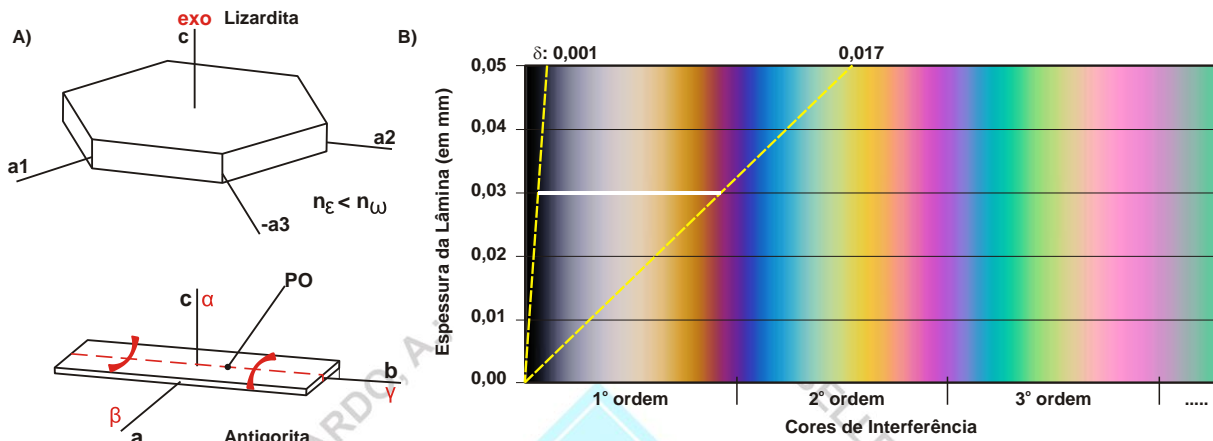 A)
exo Lizardita
c
a1
a2
-a3
nε < nω
PO
c α
b
γ
β
a
Antigorita
B)
δ: 0,001
0,017
Espessura da Lâmina (em mm)
0,05
0,04
0,03
0,02
0,01
0,00
1° ordem
2° ordem
3° ordem
.....
Cores de Interferência